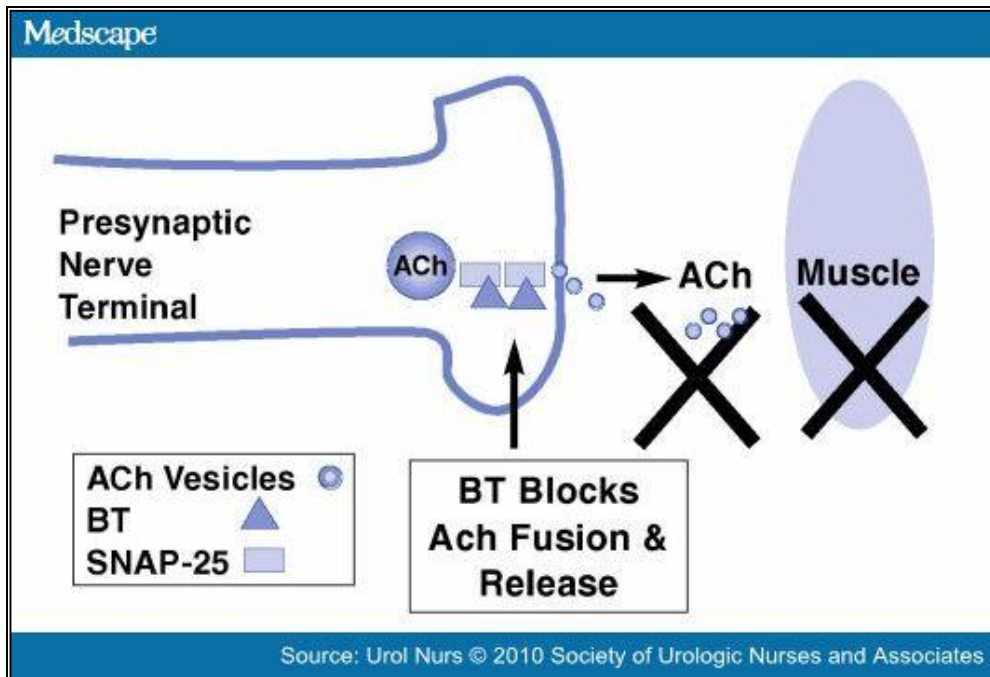 Medscape
Presynaptic
Nerve
Terminal
ACh
ACh
Muscle
ACh Vesicles
BT
SNAP-25
BT Blocks
Ach Fusion &
Release
Source: Urol Nurs © 2010 Society of Urologic Nurses and Associates